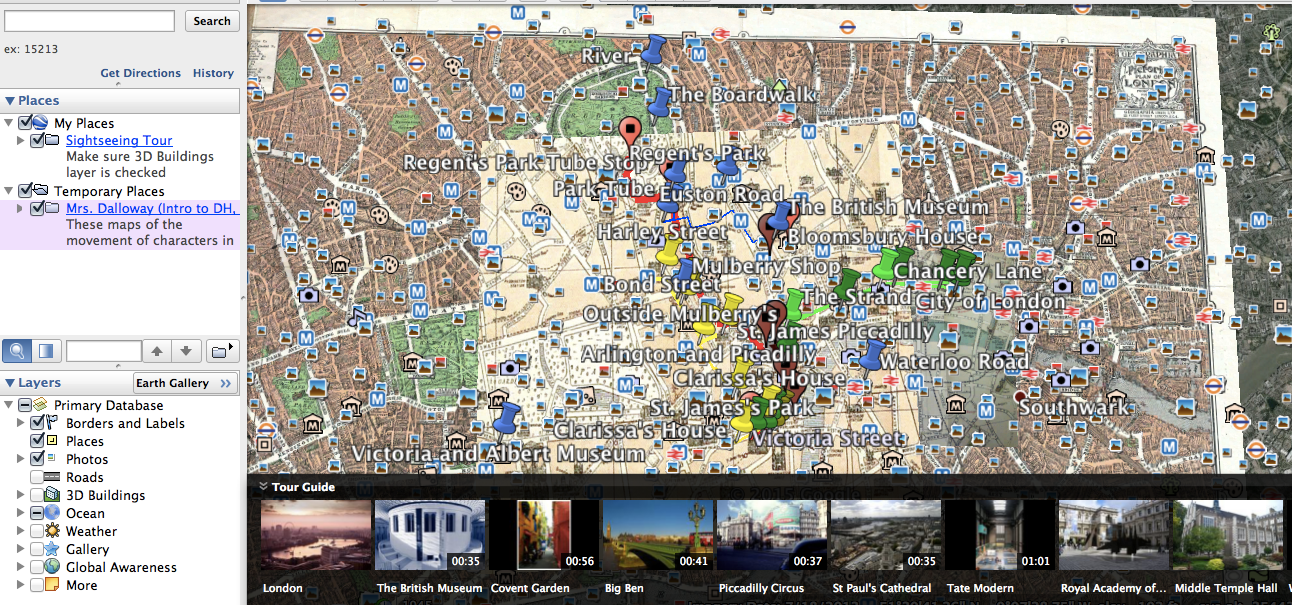 Search
ex: 15213
Get Directions History
Places
My Places
Sightseeing Tour
Make sure 3D Buildings
layer is checked
Temporary Places
Mrs. Dalloway (Intro to DH,
These maps of the
movement of characters in
Layers
Earth Gallery >>
Primary Database
Borders and Labels
Places
Photos
Roads
3D Buildings
Ocean
Weather
Gallery
Global Awareness
More
River
The Boardwalk
Regent's Park Tube Stop
Regent's Park
Park Tube
Euston Road
The British Museum
Harley Street
Bloomsbury House
Mulberry Shop
Chancery Lane
Bond Street
The Strand
City of London
Outside Mulberry's
St. James Piccadilly
Arlington and Picadilly
Waterloo Road
Clarissa's House
St. James's Park
Southwark
Clarissa's House
Victoria Street
Victoria and Albert Museum
PENTONVILLE
PLAN OF
LONDON
Tour Guide
00:35
00:56
00:41
00:37
00:35
01:01
London
The British Museum
Covent Garden
Big Ben
Piccadilly Circus
St Paul's Cathedral
Tate Modern
Royal Academy of...
Middle Temple Hall